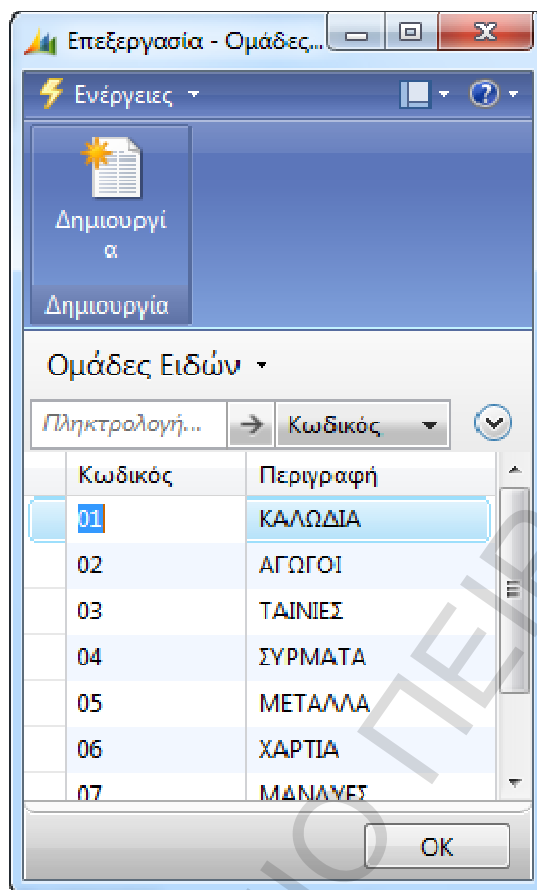 Επεξεργασία - Ομάδες...
Ενέργειες
Δημιουργί
α
Δημιουργία
Ομάδες Ειδών
Πληκτρολογή... Κωδικός
Κωδικός Περιγραφή
01 ΚΑΛΩΔΙΑ
02 ΑΓΩΓΟΙ
03 ΤΑΙΝΙΕΣ
04 ΣΥΡΜΑΤΑ
05 ΜΕΤΑΛΛΑ
06 ΧΑΡΤΙΑ
07 ΜΑΝΔΥΕΣ
OK